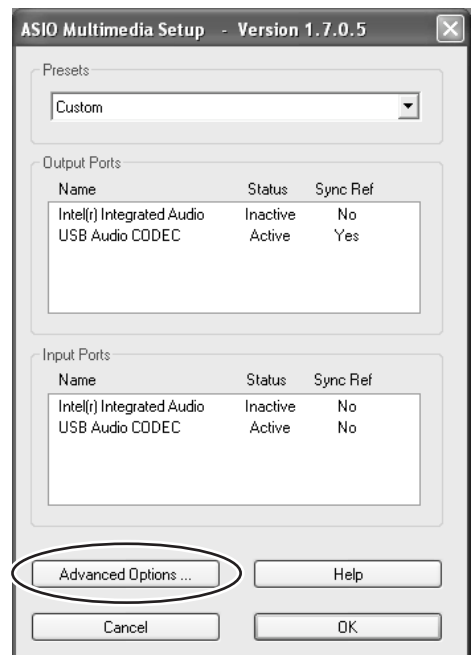 ASIO Multimedia Setup - Version 1.7.0.5
Presets
Custom
Output Ports
Name Status Sync Ref
Intel(r) Integrated Audio Inactive No
USB Audio CODEC Active Yes
Input Ports
Name Status Sync Ref
Intel(r) Integrated Audio Inactive No
USB Audio CODEC Active No
Advanced Options ... Help
Cancel OK